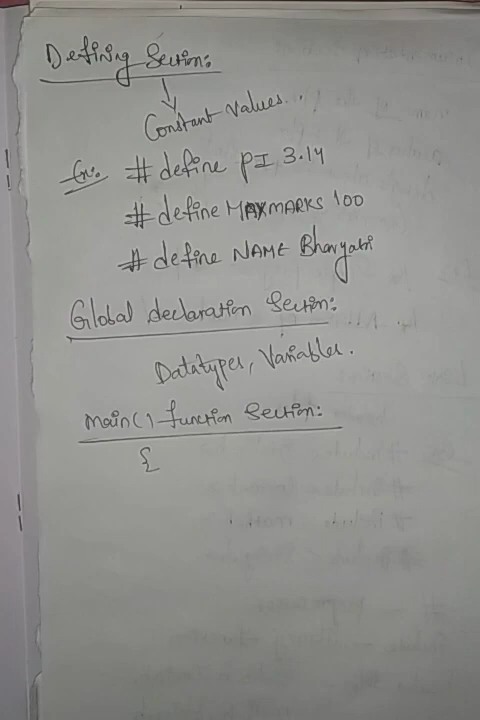 Defining Section:
Constant values...
Ex:. # define PI 3.14
# define MAXMARKS 100
# define NAME Bhargavi
Global declaration Section:
Datatypes, Variables.
main() function Section:
{